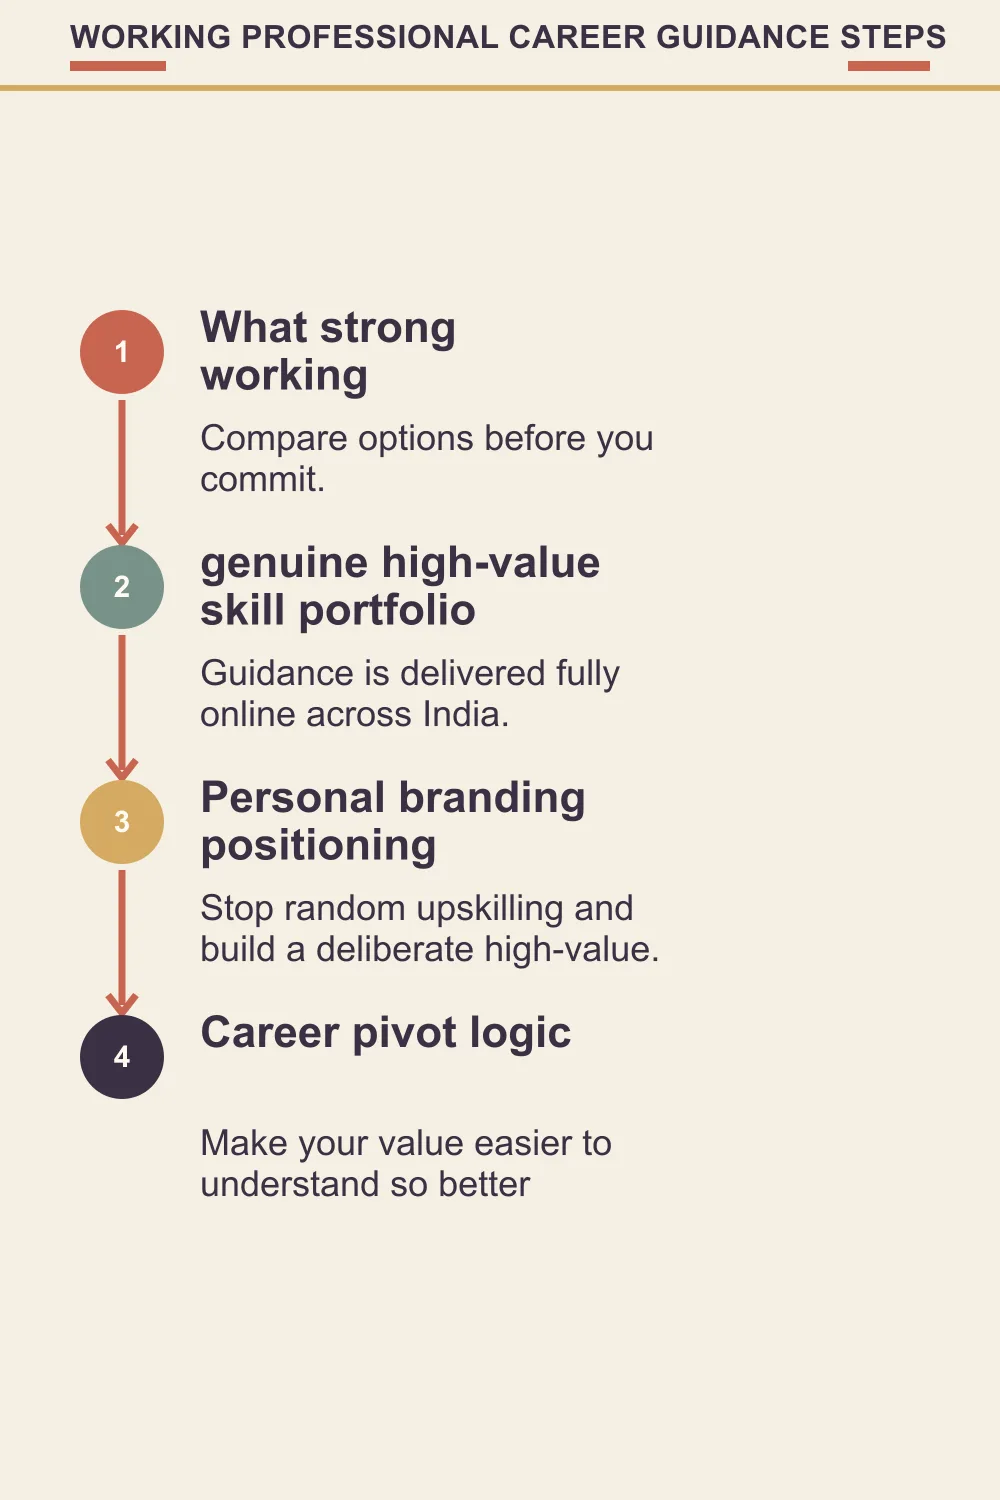 WORKING PROFESSIONAL CAREER GUIDANCE STEPS
1
What strong
working
Compare options before you
commit.
2
genuine high-value
skill portfolio
Guidance is delivered fully
online across India.
3
Personal branding
positioning
Stop random upskilling and
build a deliberate high-value.
4
Career pivot logic
Make your value easier to
understand so better